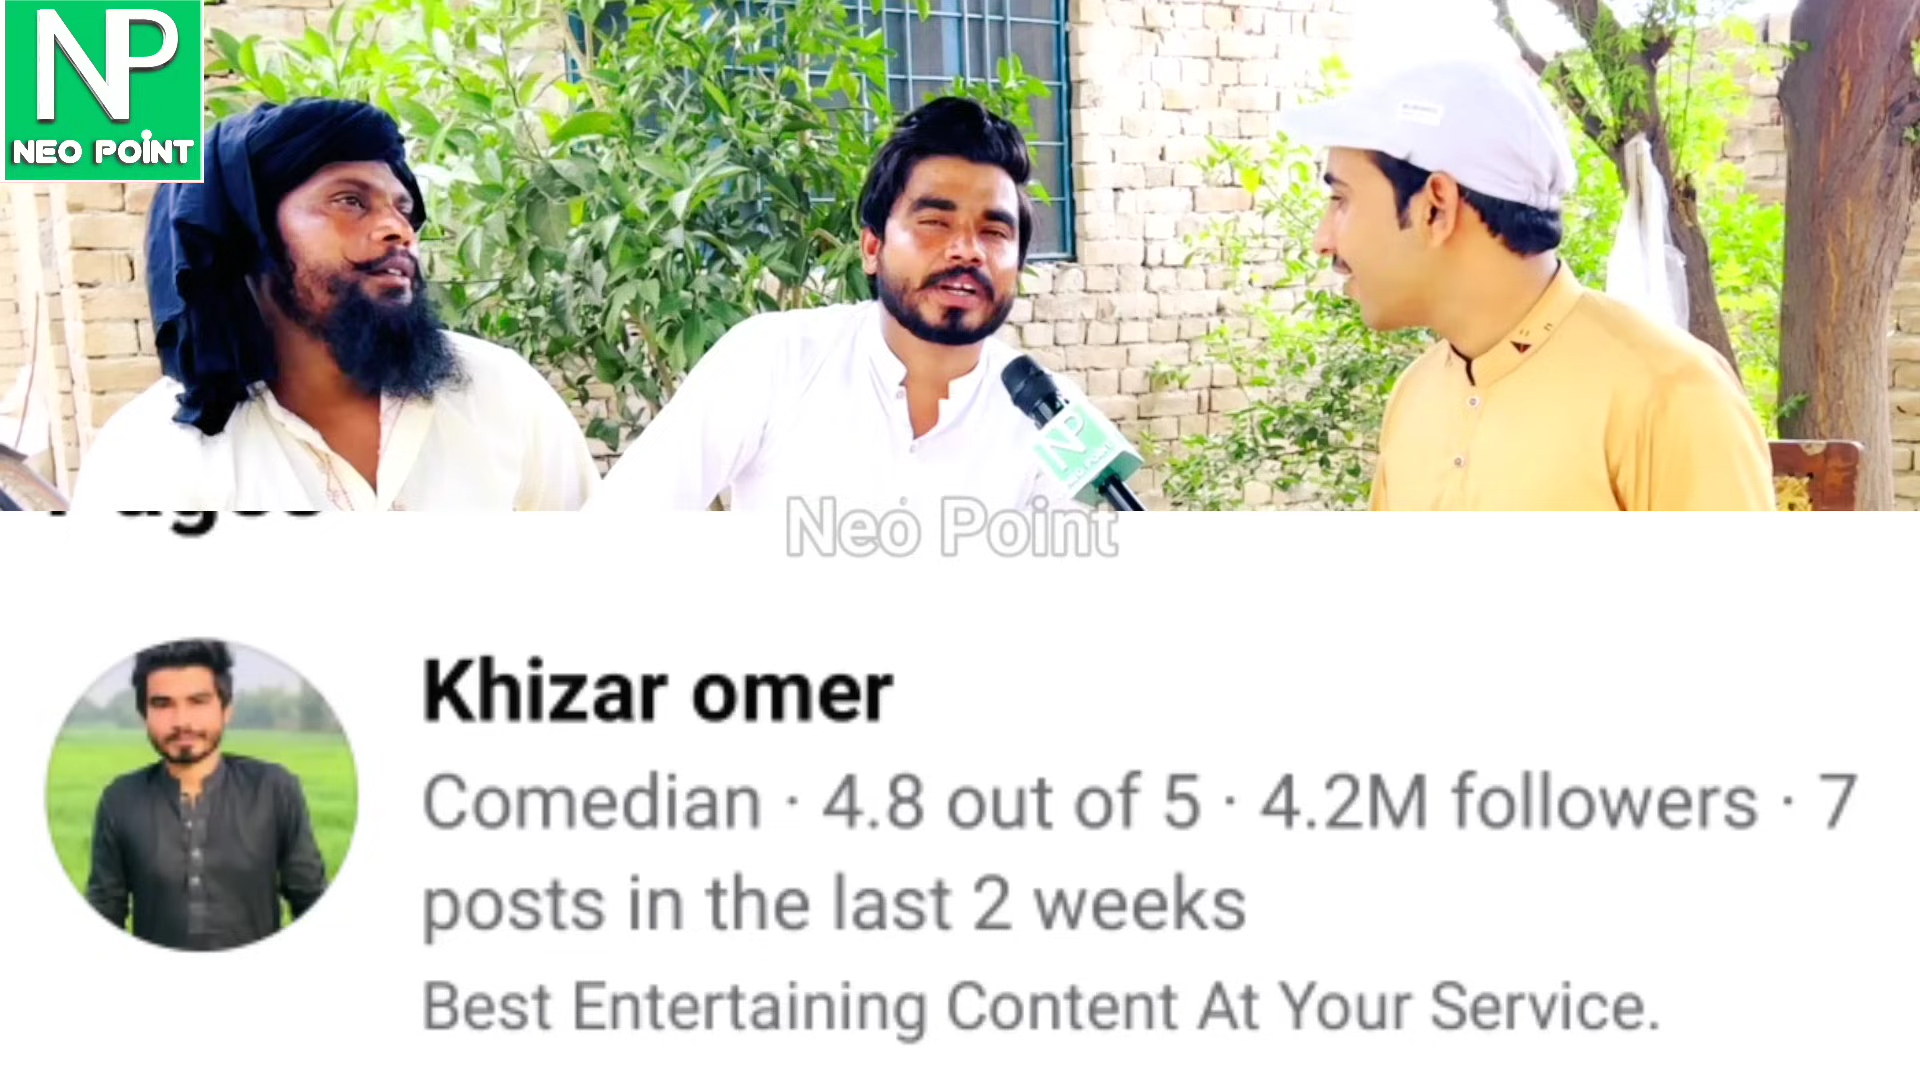 NP
NEO POINT
NP
Neo Point
Khizar omer
Comedian · 4.8 out of 5 · 4.2M followers · 7
posts in the last 2 weeks
Best Entertaining Content At Your Service.